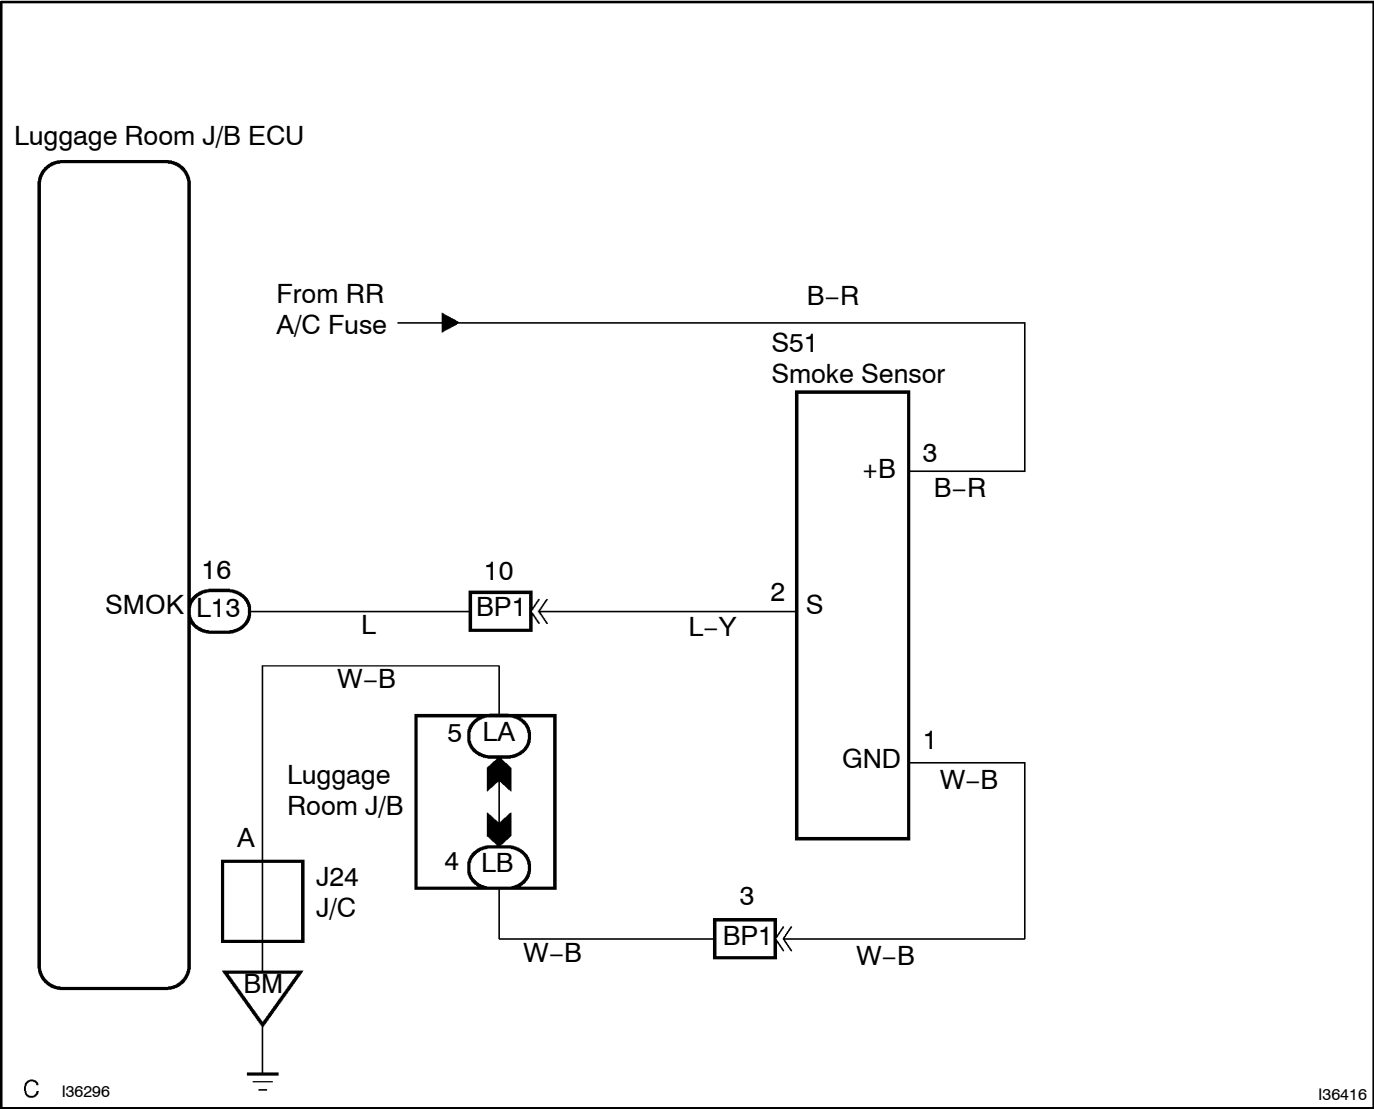 Luggage Room J/B ECU
From RR
A/C Fuse
B−R
S51
Smoke Sensor
3
+B
B−R
16
10
SMOK
L13
BP1
2
S
L
L−Y
W−B
5
LA
1
GND
W−B
Luggage
Room J/B
A
4
LB
J24
J/C
3
BP1
W−B
W−B
BM
C
I36296
I36416